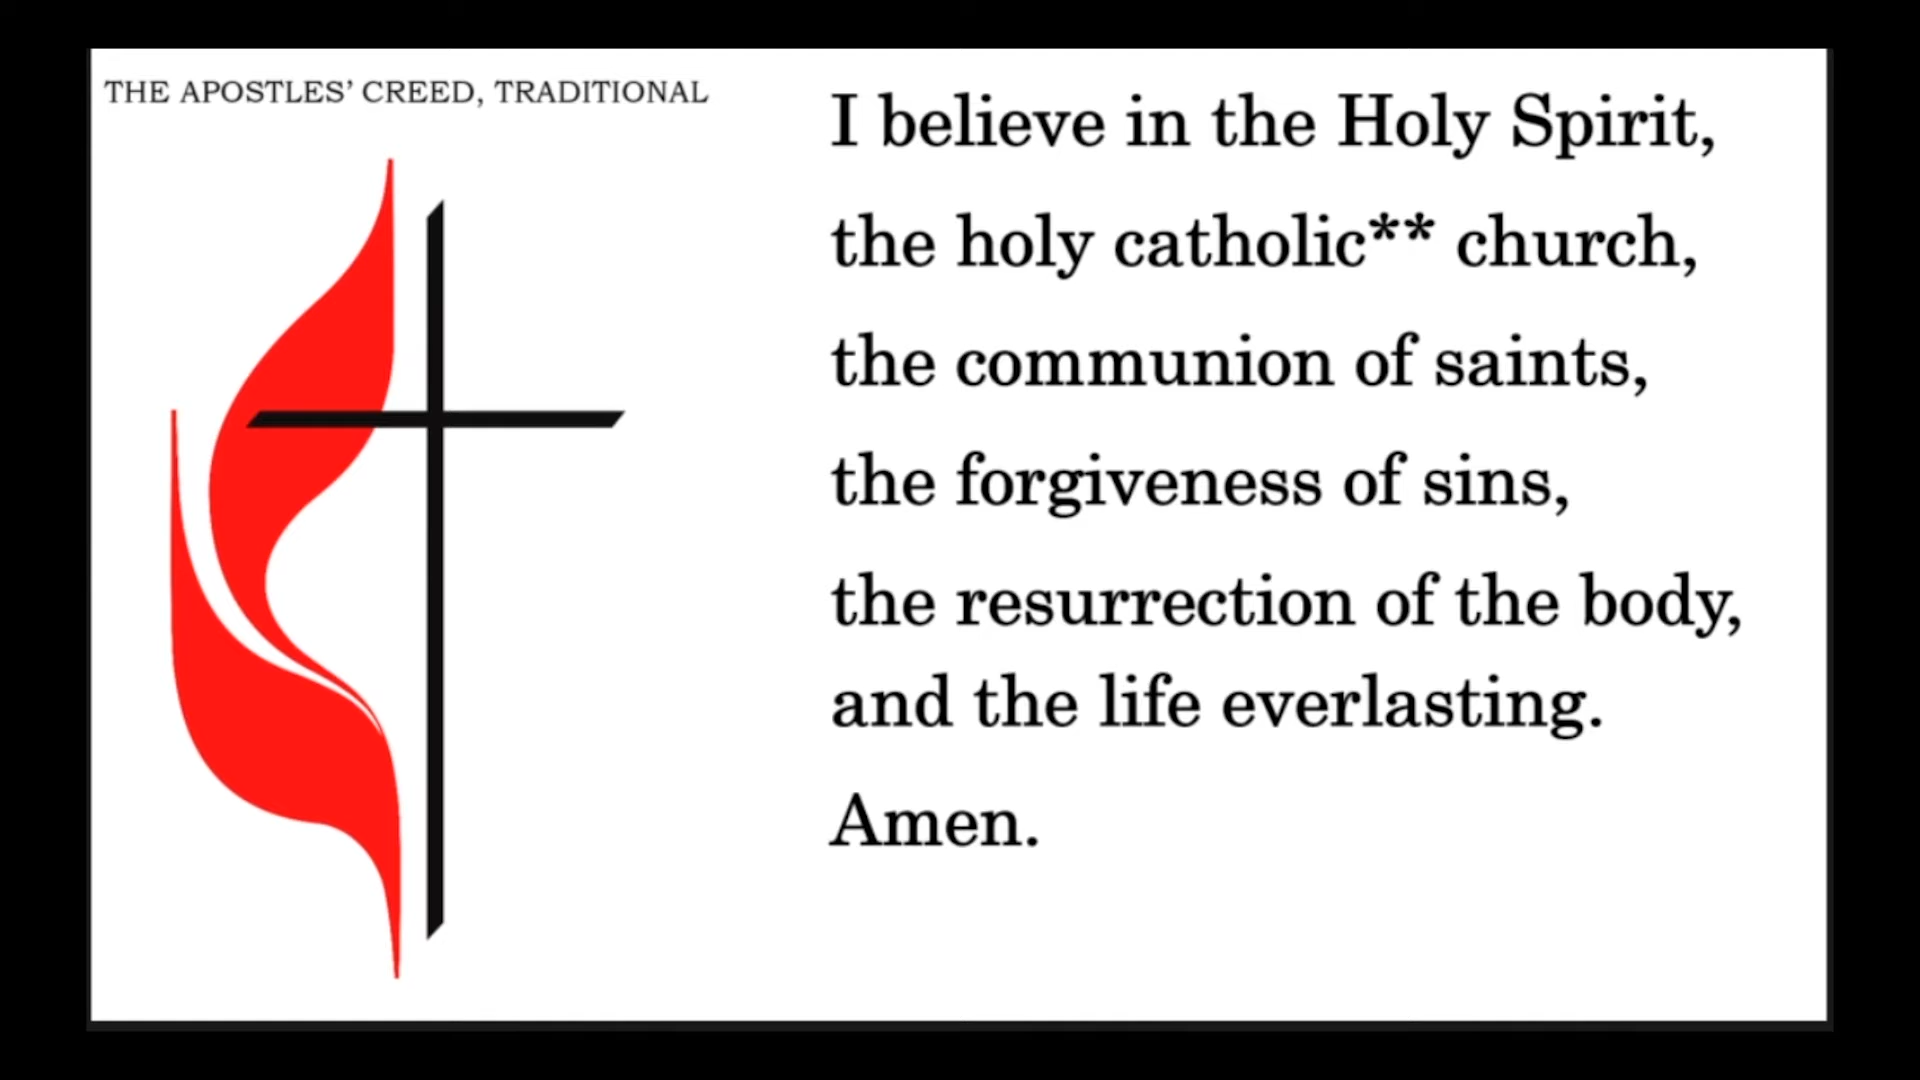 THE APOSTLES’ CREED, TRADITIONAL
I believe in the Holy Spirit,
the holy catholic** church,
the communion of saints,
the forgiveness of sins,
the resurrection of the body,
and the life everlasting.
Amen.